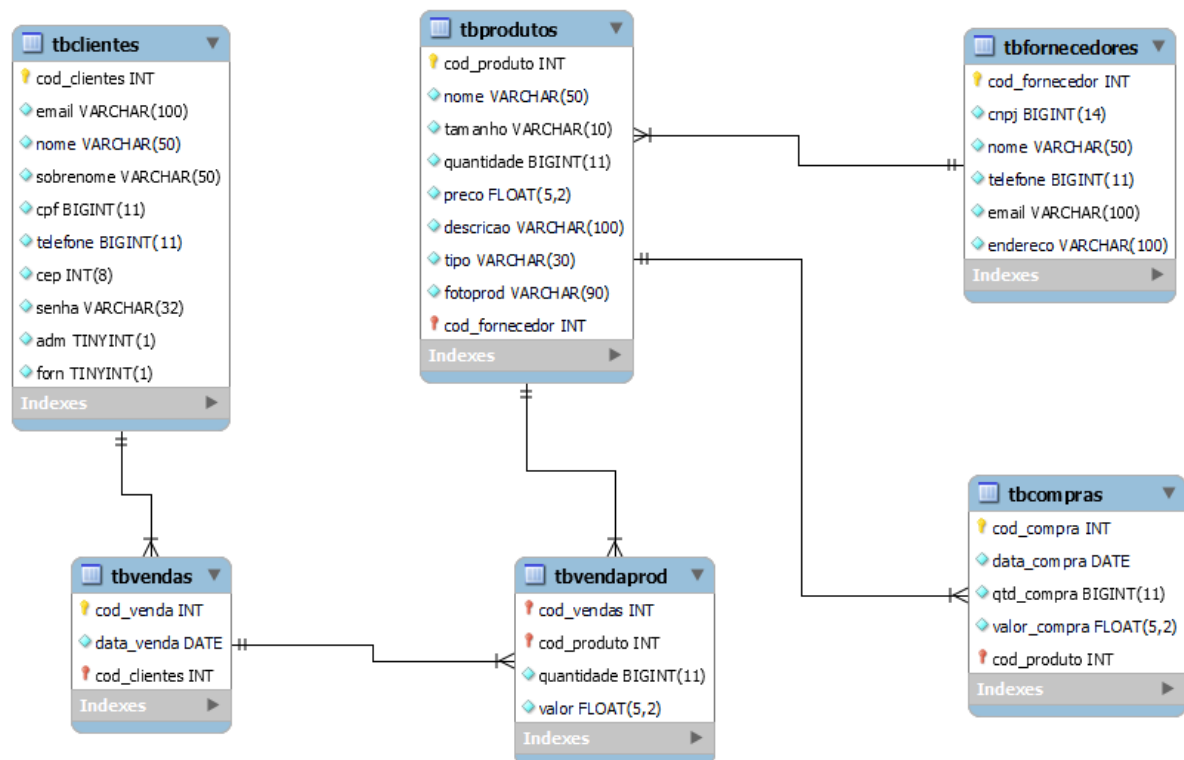 tbclientes
cod_clientes INT
email VARCHAR(100)
nome VARCHAR(50)
sobrenome VARCHAR(50)
cpf BIGINT(11)
telefone BIGINT(11)
cep INT(8)
senha VARCHAR(32)
adm TINYINT(1)
forn TINYINT(1)
Indexes
tbprodutos
cod_produto INT
nome VARCHAR(50)
tamanho VARCHAR(10)
quantidade BIGINT(11)
preco FLOAT(5,2)
descricao VARCHAR(100)
tipo VARCHAR(30)
fotoprod VARCHAR(90)
cod_fornecedor INT
Indexes
tbfornecedores
cod_fornecedor INT
cnpj BIGINT(14)
nome VARCHAR(50)
telefone BIGINT(11)
email VARCHAR(100)
endereco VARCHAR(100)
Indexes
tbvendas
cod_venda INT
data_venda DATE
cod_clientes INT
Indexes
tbvendaprod
cod_vendas INT
cod_produto INT
quantidade BIGINT(11)
valor FLOAT(5,2)
Indexes
tbcompras
cod_compra INT
data_compra DATE
qtd_compra BIGINT(11)
valor_compra FLOAT(5,2)
cod_produto INT
Indexes